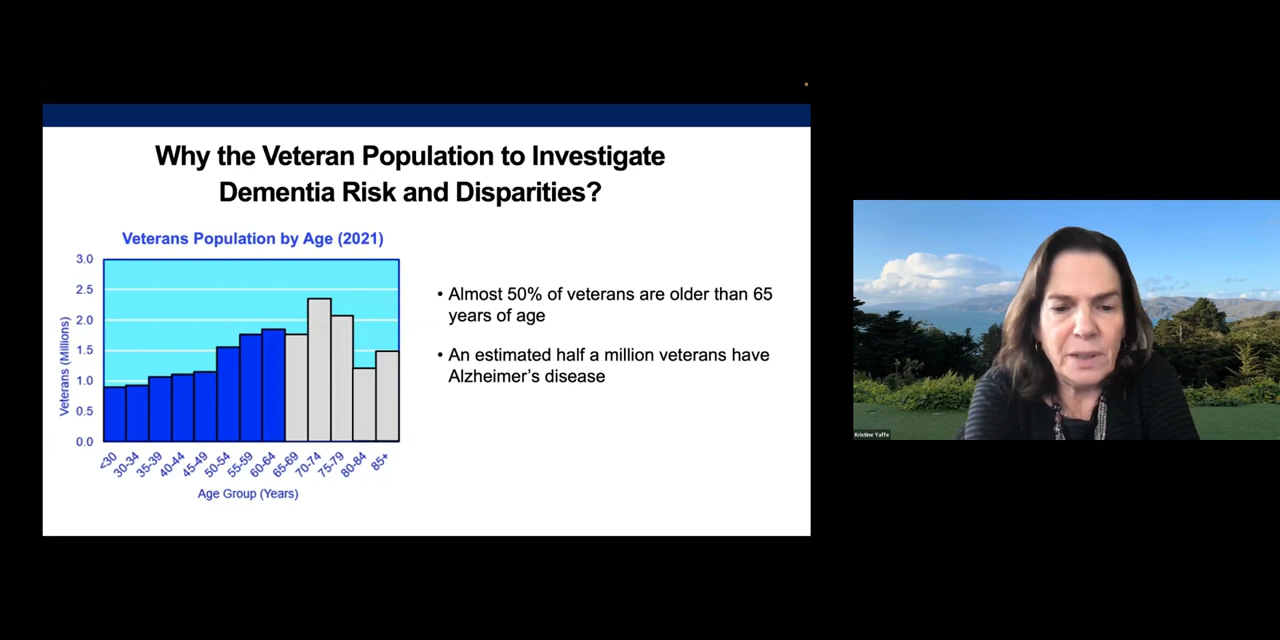 Why the Veteran Population to Investigate
Dementia Risk and Disparities?
Veterans Population by Age (2021)
3.0
2.5
2.0
1.5
1.0
0.5
0.0
Veterans (Millions)
<30
30-34
35-39
40-44
45-49
50-54
55-59
60-64
65-69
70-74
75-79
80-84
85+
Age Group (Years)
• Almost 50% of veterans are older than 65
years of age
• An estimated half a million veterans have
Alzheimer's disease
Kristine Yaffe